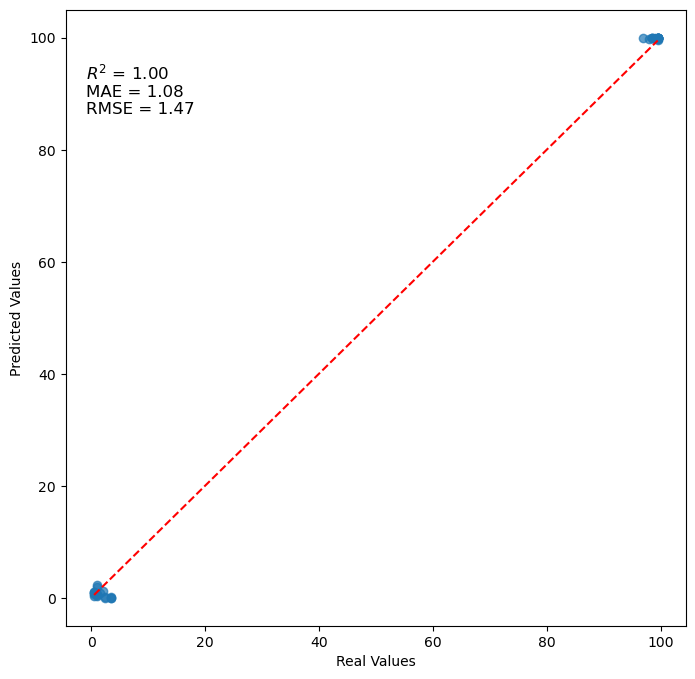 100
80
60
40
20
0
Predicted Values
R² = 1.00
MAE = 1.08
RMSE = 1.47
0 20 40 60 80 100
Real Values